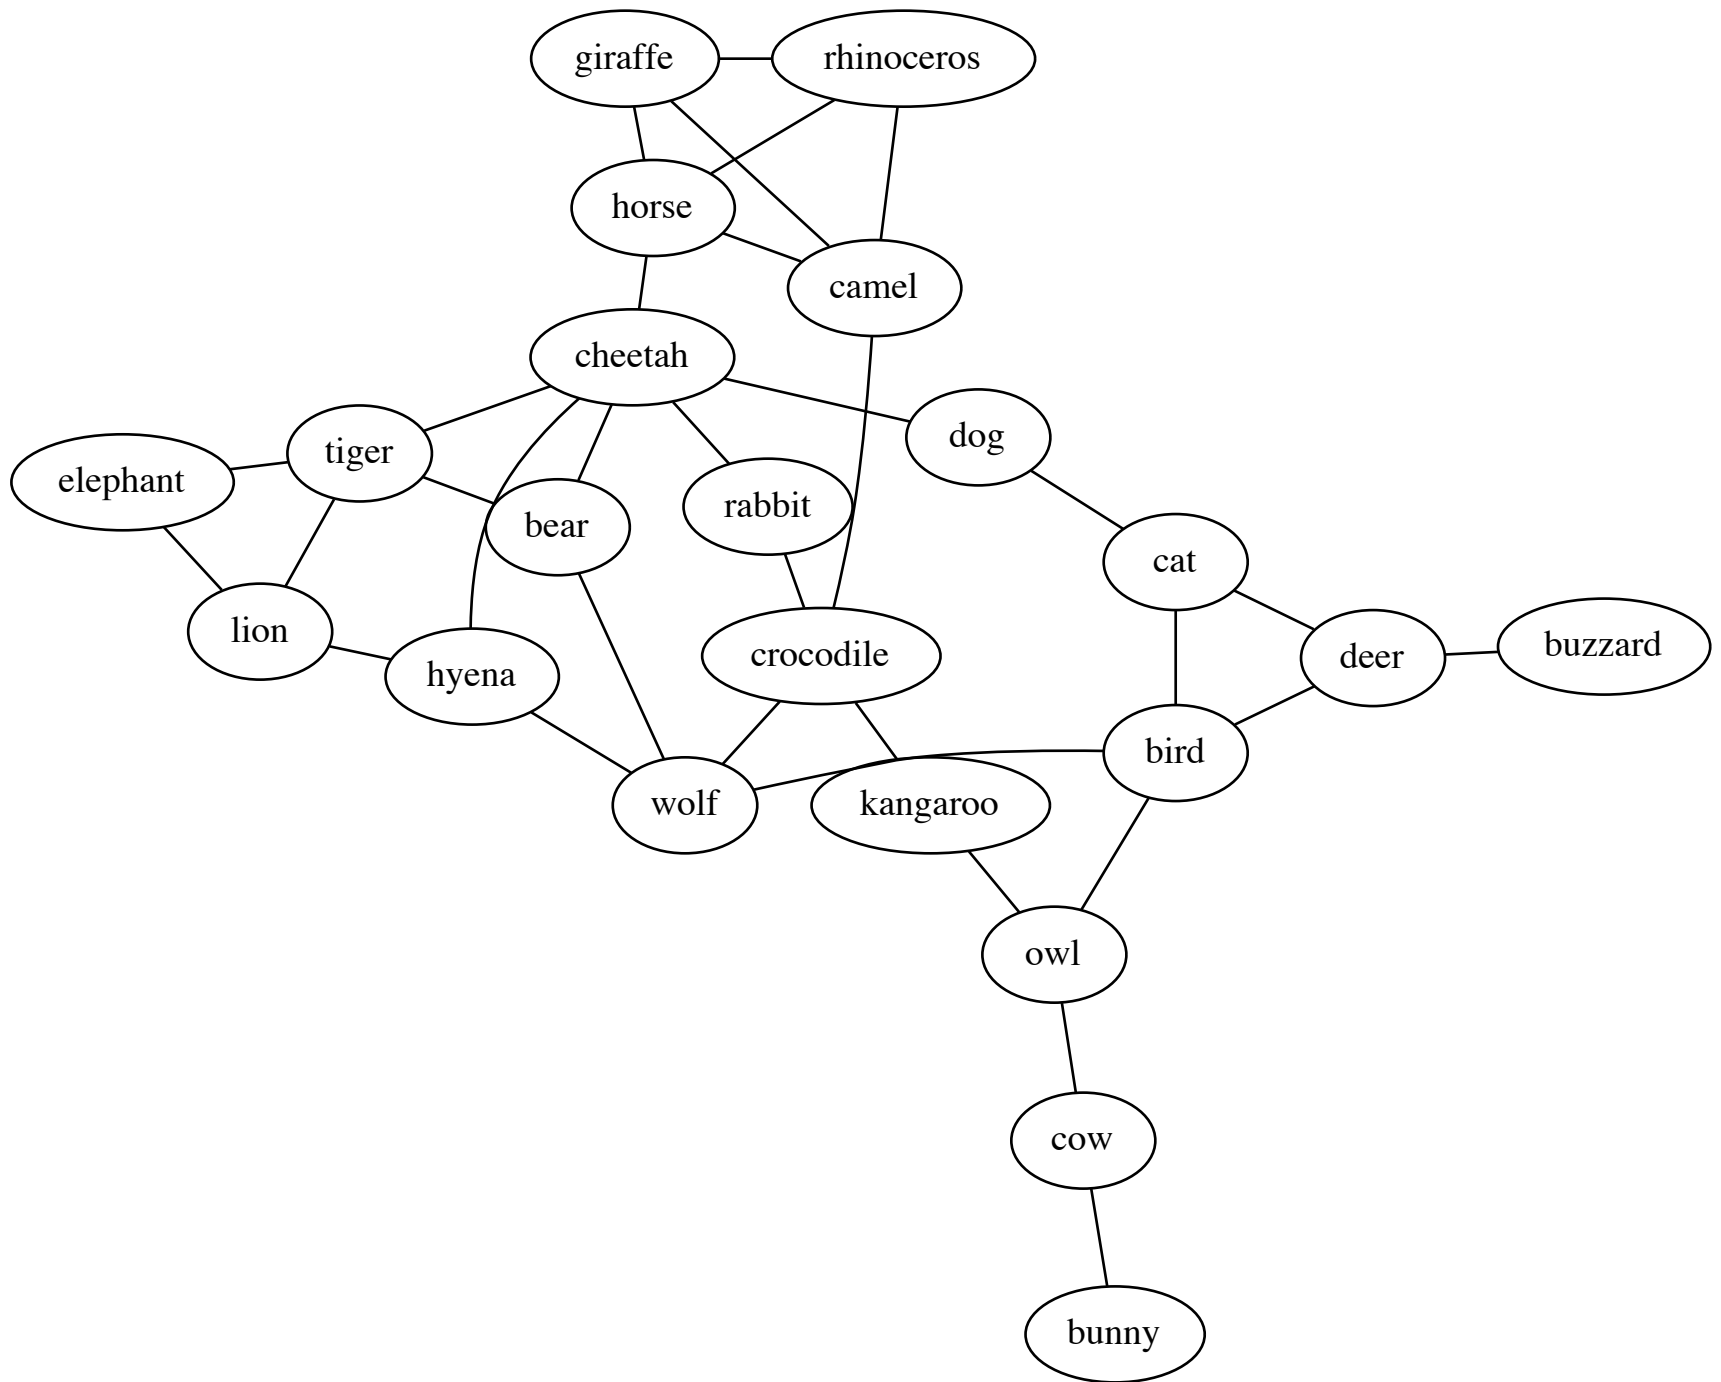 giraffe
rhinoceros
horse
camel
cheetah
dog
tiger
elephant
bear
rabbit
cat
lion
hyena
crocodile
deer
buzzard
bird
wolf
kangaroo
owl
cow
bunny